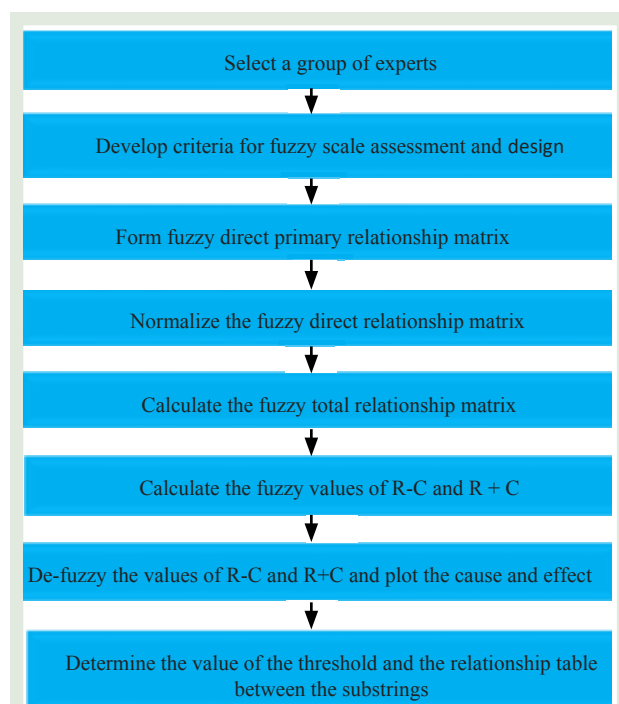 Select a group of experts
Develop criteria for fuzzy scale assessment and design
Form fuzzy direct primary relationship matrix
Normalize the fuzzy direct relationship matrix
Calculate the fuzzy total relationship matrix
Calculate the fuzzy values of R-C and R + C
De-fuzzy the values of R-C and R+C and plot the cause and effect
Determine the value of the threshold and the relationship table
between the substrings